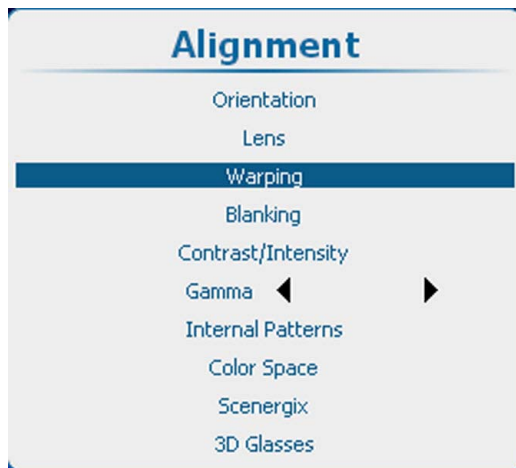 Alignment
Orientation
Lens
Warping
Blanking
Contrast/Intensity
Gamma
Internal Patterns
Color Space
Scenergix
3D Glasses